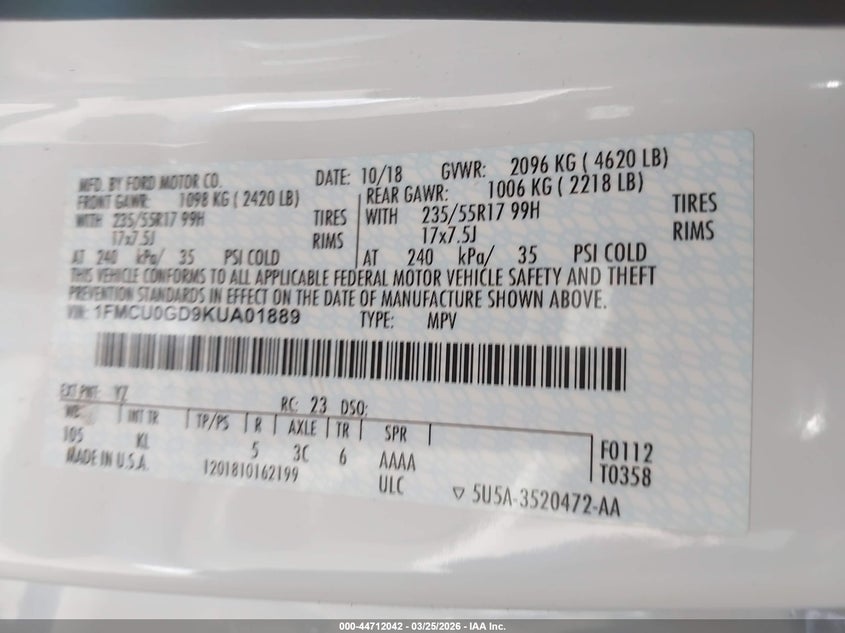 MFD. BY FORD MOTOR CO. DATE: 10/18 GVWR: 2096 KG ( 4620 LB)
FRONT GAWR: 1098 KG ( 2420 LB) REAR GAWR: 1006 KG ( 2218 LB)
WITH 235/55R17 99H TIRES WITH 235/55R17 99H TIRES
17x7.5J RIMS 17x7.5J RIMS
AT 240 kPa/ 35 PSI COLD AT 240 kPa/ 35 PSI COLD
THIS VEHICLE CONFORMS TO ALL APPLICABLE FEDERAL MOTOR VEHICLE SAFETY AND THEFT
PREVENTION STANDARDS IN EFFECT ON THE DATE OF MANUFACTURE SHOWN ABOVE.
VIN: 1FMCU0GD9KUA01889 TYPE: MPV
EXT PNT: YZ RC: 23 DSO:
WB INT TR TP/PS R AXLE TR SPR
105 KL 5 3C 6 AAAA F0112
MADE IN U.S.A. 1201810162199 ULC T0358
5U5A-3520472-AA
000-44712042 - 03/25/2026 - IAA Inc.